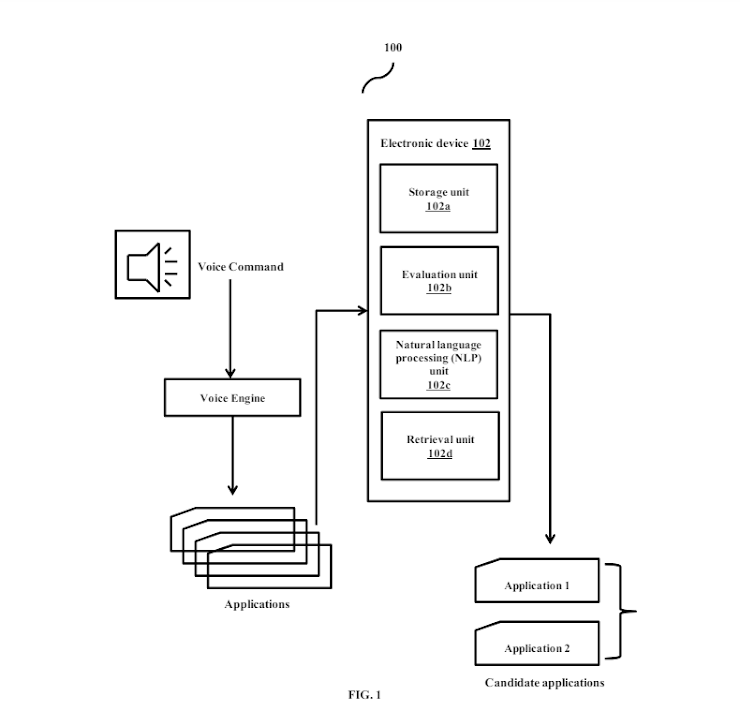 100
Electronic device 102
Storage unit
102a
Evaluation unit
102b
Natural language
processing (NLP)
unit
102c
Retrieval unit
102d
Voice Command
Voice Engine
Applications
Application 1
Application 2
Candidate applications
FIG. 1